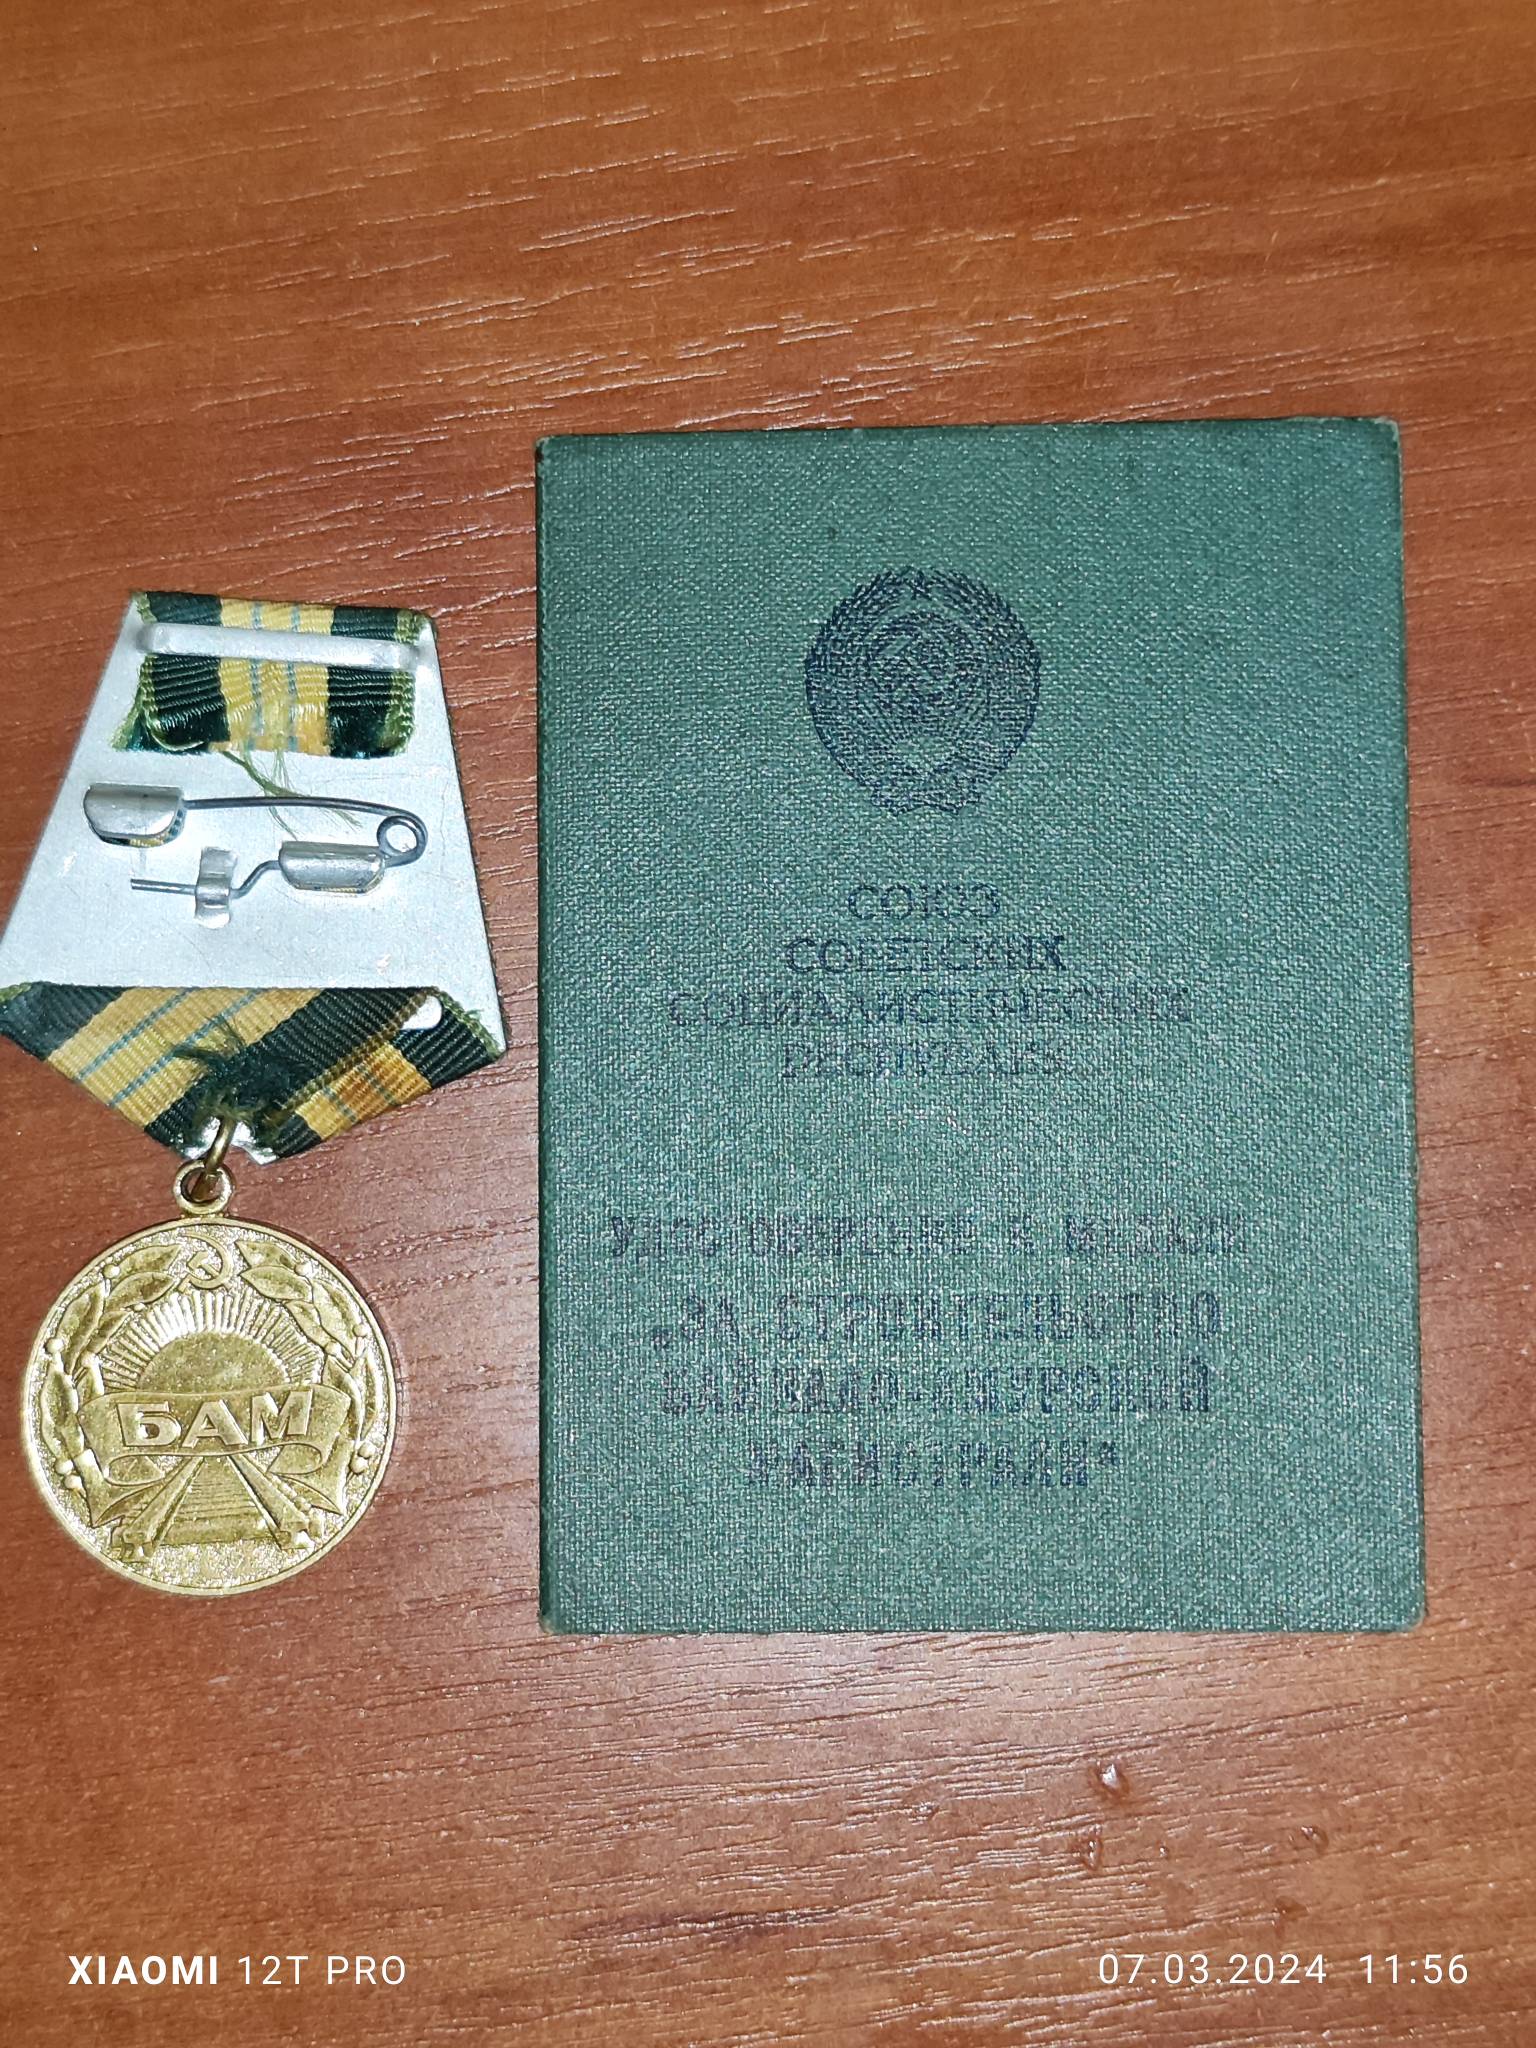 СОЮЗ
СОВЕТСКИХ
СОЦИАЛИСТИЧЕСКИХ
РЕСПУБЛИК
УДОСТОВЕРЕНИЕ К МЕДАЛИ
„ЗА СТРОИТЕЛЬСТВО
БАЙКАЛО-АМУРСКОЙ
МАГИСТРАЛИ“
БАМ
XIAOMI 12T PRO
07.03.2024 11:56